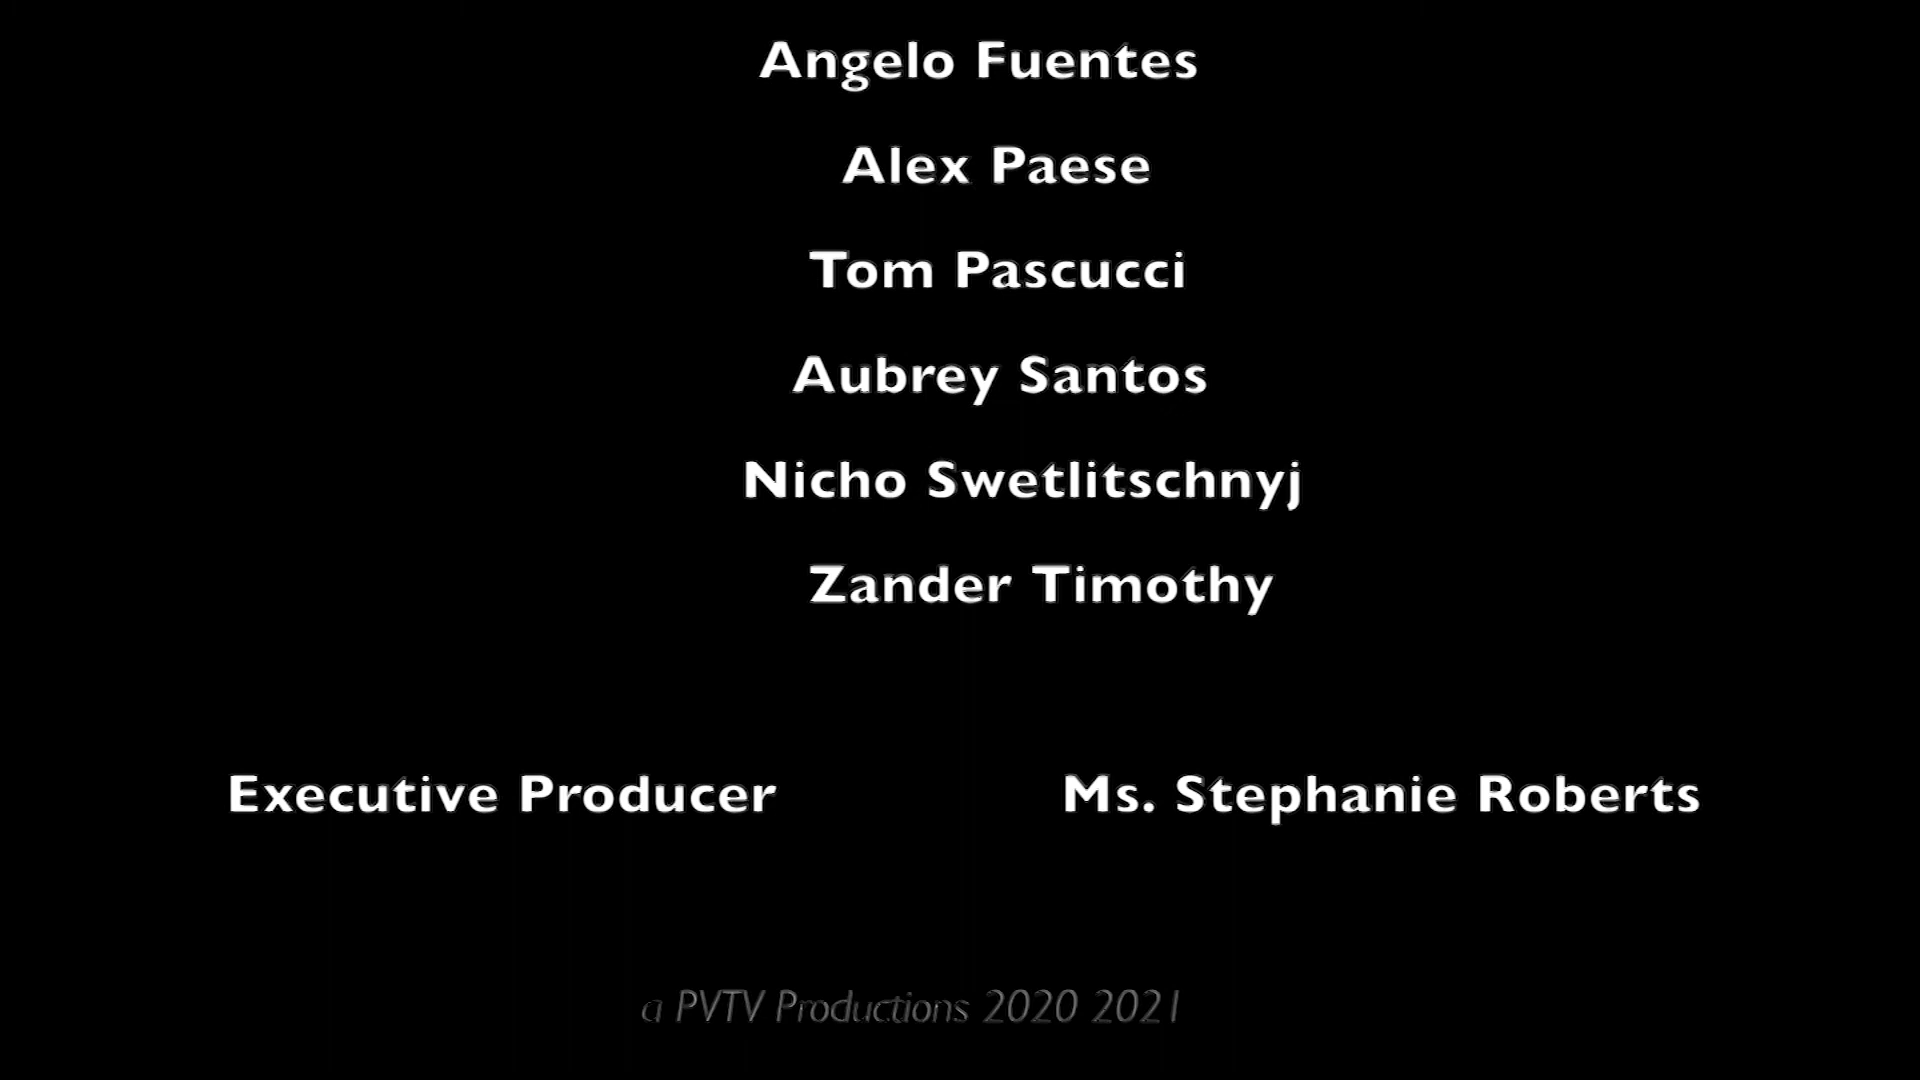 Angelo Fuentes
Alex Paese
Tom Pascucci
Aubrey Santos
Nicho Swetlitschnyj
Zander Timothy
Executive Producer Ms. Stephanie Roberts
a PVTV Productions 2020 2021